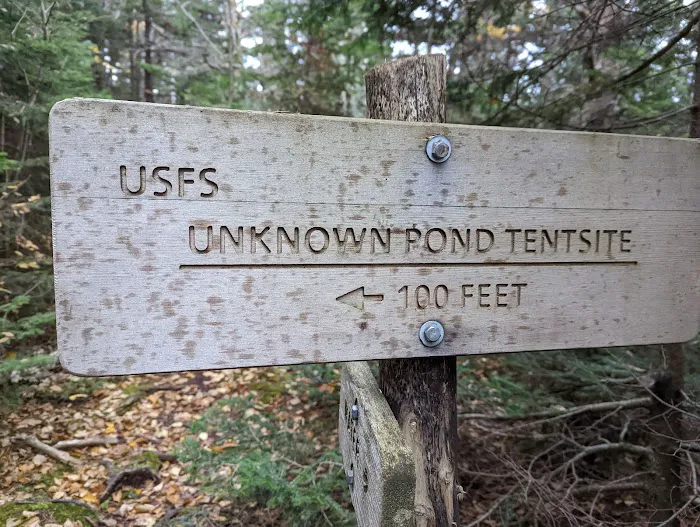 USFS
UNKNOWN POND TENTSITE
← 100 FEET